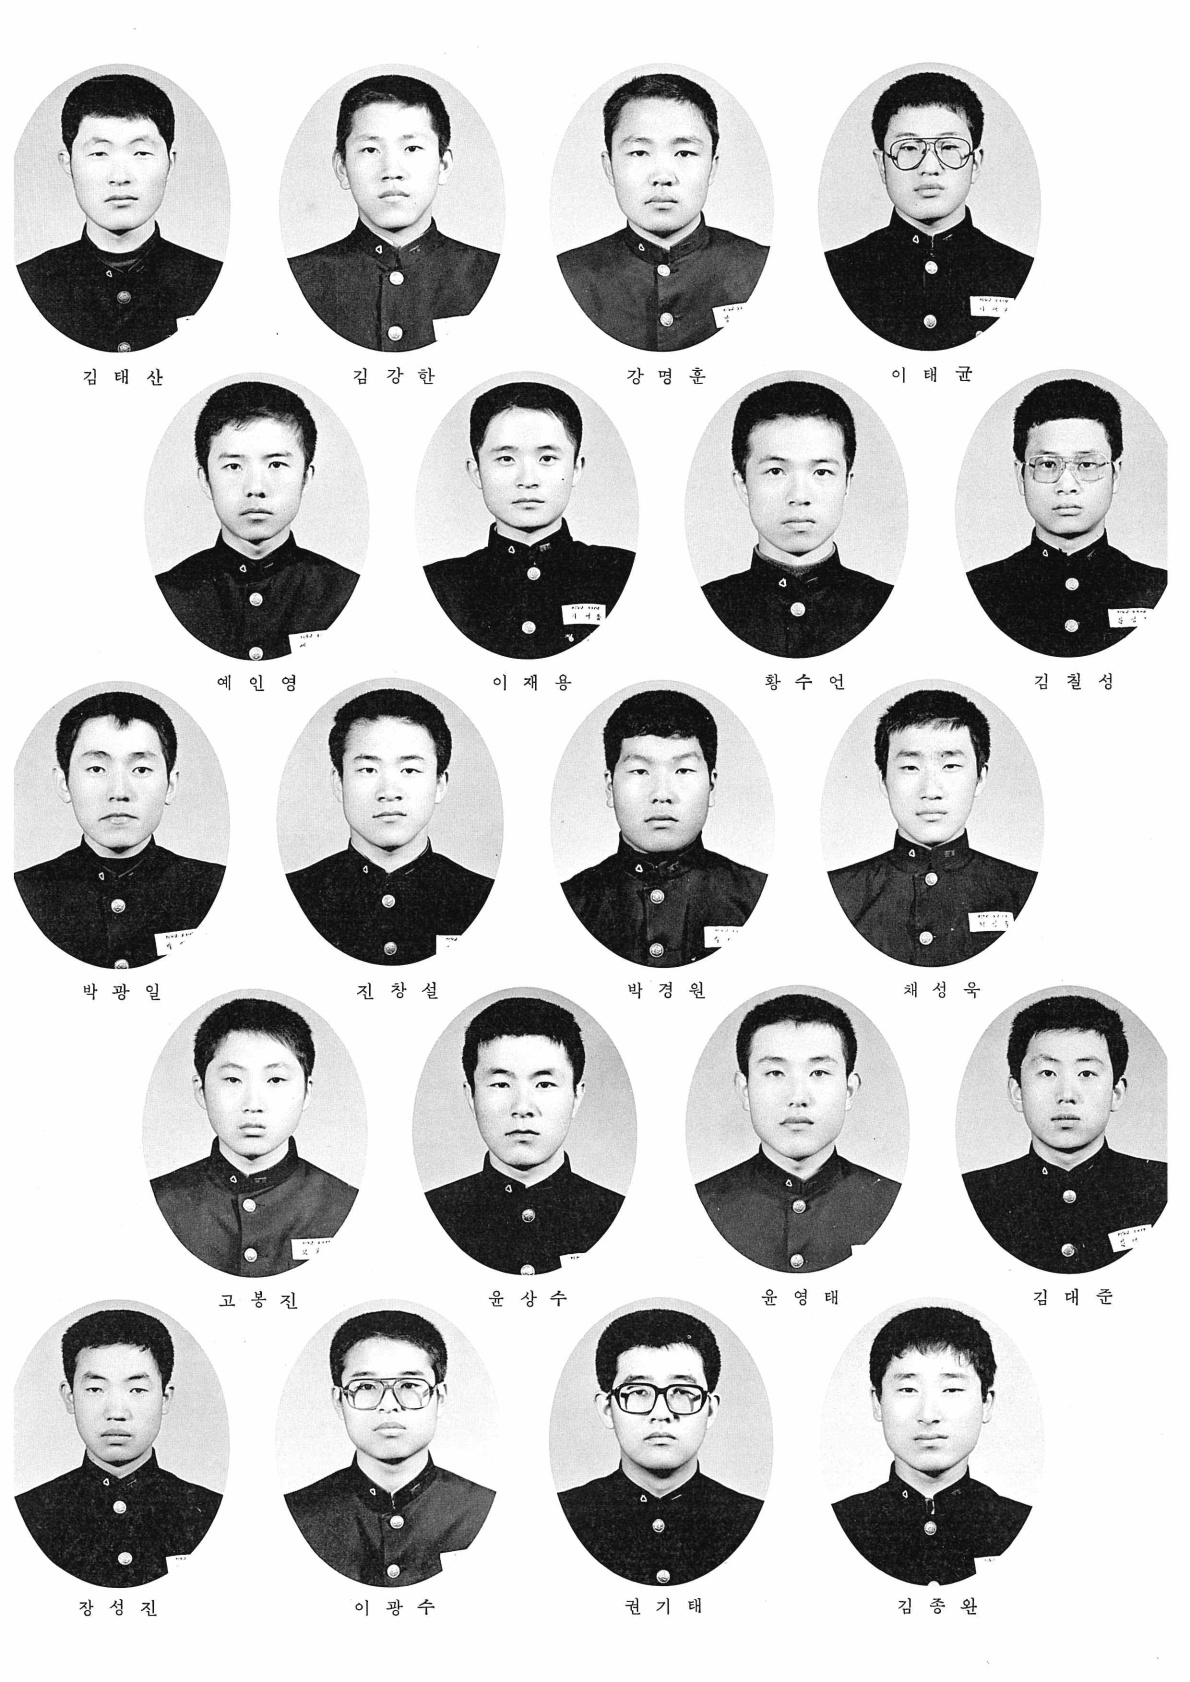 김태산 김강한 강명훈 이태균
예인영 이재용 황수언 김칠성
박광일 진창설 박경원 채성욱
고봉진 윤상수 윤영태 김대준
장성진 이광수 권기태 김종완